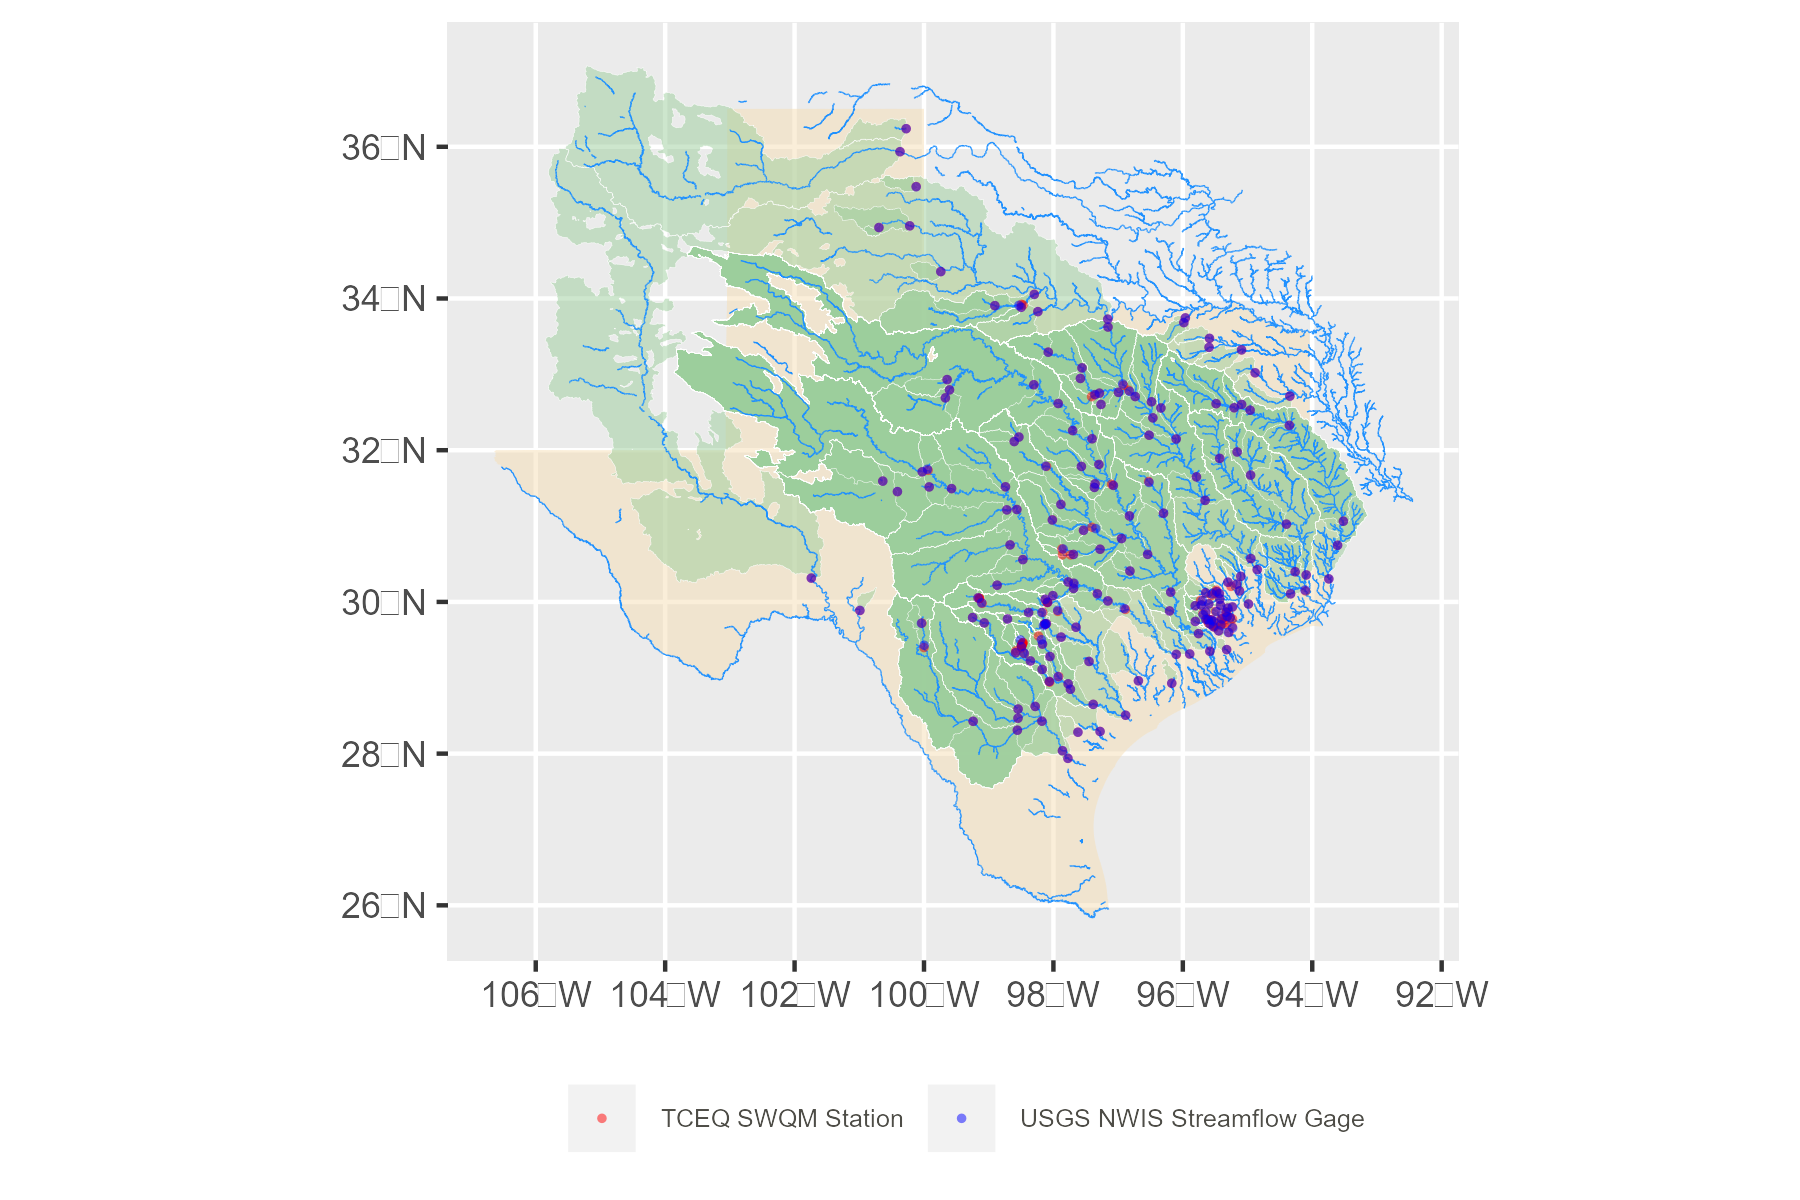 36□N
34□N
32□N
30□N
28□N
26□N
106□W 104□W 102□W 100□W 98□W 96□W 94□W 92□W
TCEQ SWQM Station USGS NWIS Streamflow Gage